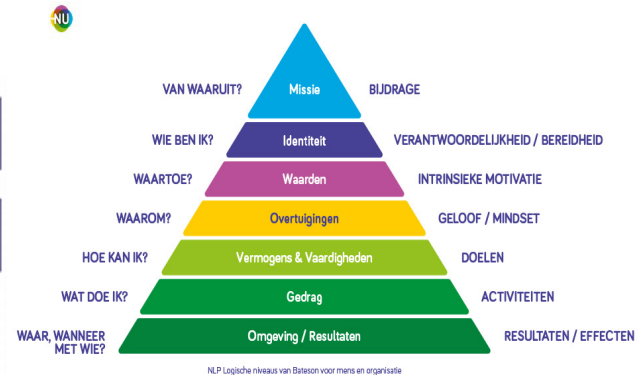 NU
VAN WAARUIT? Missie BIJDRAGE
WIE BEN IK? Identiteit VERANTWOORDELIJKHEID / BEREIDHEID
WAARTOE? Waarden INTRINSIEKE MOTIVATIE
WAAROM? Overtuigingen GELOOF / MINDSET
HOE KAN IK? Vermogens & Vaardigheden DOELEN
WAT DOE IK? Gedrag ACTIVITEITEN
WAAR, WANNEER
MET WIE? Omgeving / Resultaten RESULTATEN / EFFECTEN
NLP Logische niveaus van Bateson voor mens en organisatie